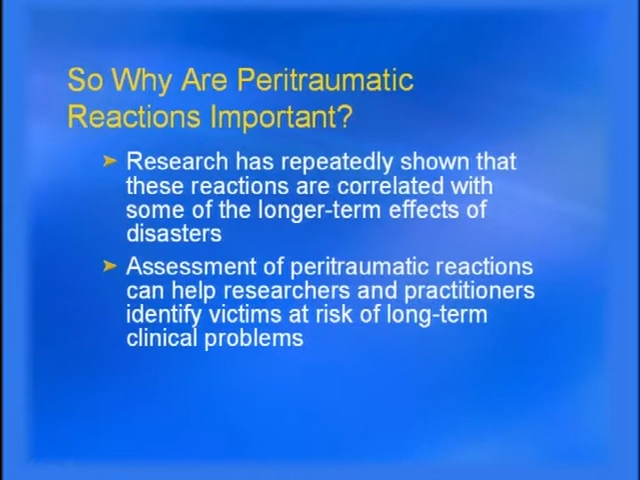 So Why Are Peritraumatic
Reactions Important?
Research has repeatedly shown that
these reactions are correlated with
some of the longer-term effects of
disasters
Assessment of peritraumatic reactions
can help researchers and practitioners
identify victims at risk of long-term
clinical problems